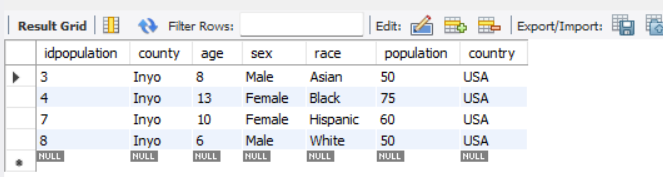 Result Grid Filter Rows: Edit: Export/Import:
idpopulation county age sex race population country
3 Inyo 8 Male Asian 50 USA
4 Inyo 13 Female Black 75 USA
7 Inyo 10 Female Hispanic 60 USA
8 Inyo 6 Male White 50 USA
NULL NULL NULL NULL NULL NULL NULL